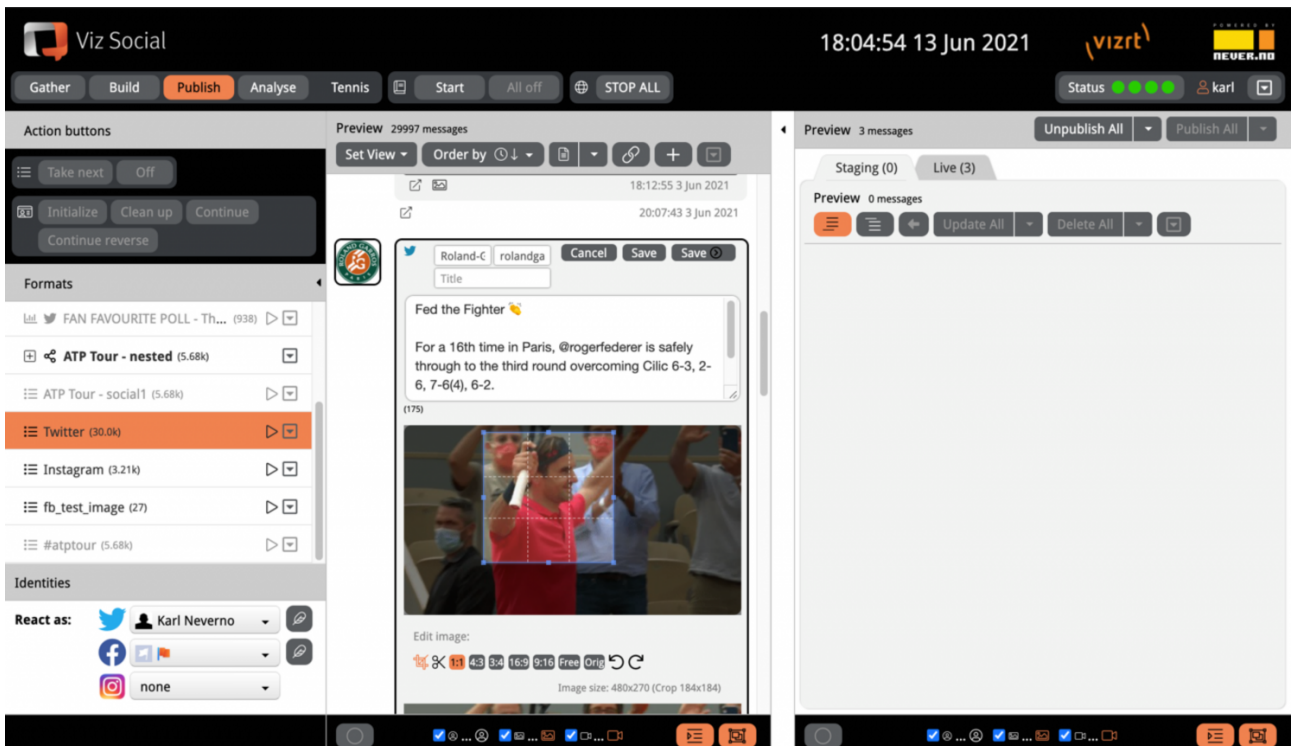 Viz Social
18:04:54 13 Jun 2021
vizrt
POWERED BY
NEVER.NO
Gather Build Publish Analyse Tennis Start All off STOP ALL
Status karl
Action buttons
Take next Off
Initialize Clean up Continue
Continue reverse
Formats
FAN FAVOURITE POLL - Th... (938)
ATP Tour - nested (5.68k)
ATP Tour - social1 (5.68k)
Twitter (30.0k)
Instagram (3.21k)
fb_test_image (27)
#atptour (5.68k)
Identities
React as: Karl Neverno
none
Preview 29997 messages
Set View Order by
18:12:55 3 Jun 2021
20:07:43 3 Jun 2021
ROLAND GARROS
Roland-G rolandga Cancel Save Save
Title
Fed the Fighter 👏
For a 16th time in Paris, @rogerfederer is safely
through to the third round overcoming Cilic 6-3, 2-
6, 7-6(4), 6-2.
(175)
Edit image:
1:1 4:3 3:4 16:9 9:16 Free Orig
Image size: 480x270 (Crop 184x184)
... ... ...
Preview 3 messages Unpublish All Publish All
Staging (0) Live (3)
Preview 0 messages
Update All Delete All
... ... ...